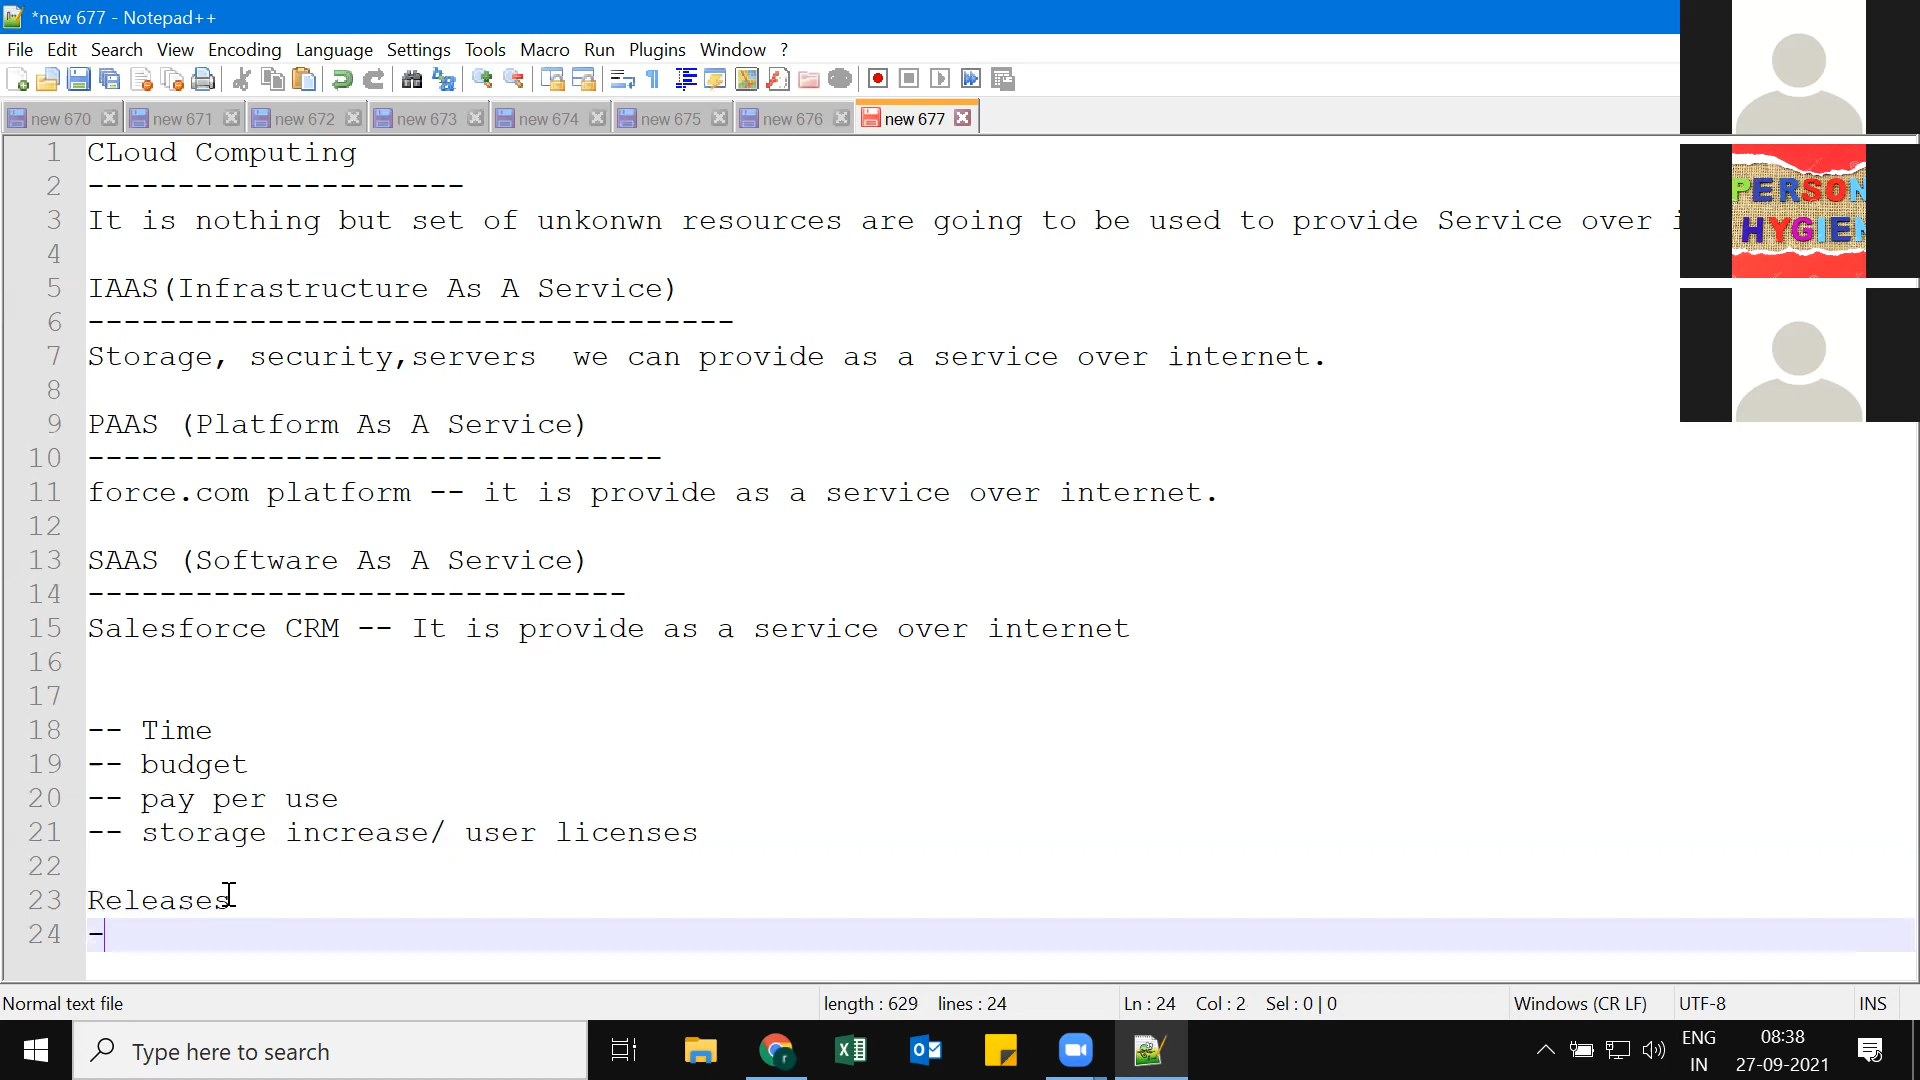 *new 677 - Notepad++
File Edit Search View Encoding Language Settings Tools Macro Run Plugins Window ?
new 670 new 671 new 672 new 673 new 674 new 675 new 676 new 677
1 CLoud Computing
2 ---------------------
3 It is nothing but set of unkonwn resources are going to be used to provide Service over i
4
5 IAAS(Infrastructure As A Service)
6 ------------------------------------
7 Storage, security,servers  we can provide as a service over internet.
8
9 PAAS (Platform As A Service)
10 --------------------------------
11 force.com platform -- it is provide as a service over internet.
12
13 SAAS (Software As A Service)
14 ------------------------------
15 Salesforce CRM -- It is provide as a service over internet
16
17
18 -- Time
19 -- budget
20 -- pay per use
21 -- storage increase/ user licenses
22
23 Releases
24 -
PERSON
HYGIEN
Normal text file length : 629 lines : 24 Ln : 24 Col : 2 Sel : 0 | 0 Windows (CR LF) UTF-8 INS
Type here to search
ENG
IN
08:38
27-09-2021